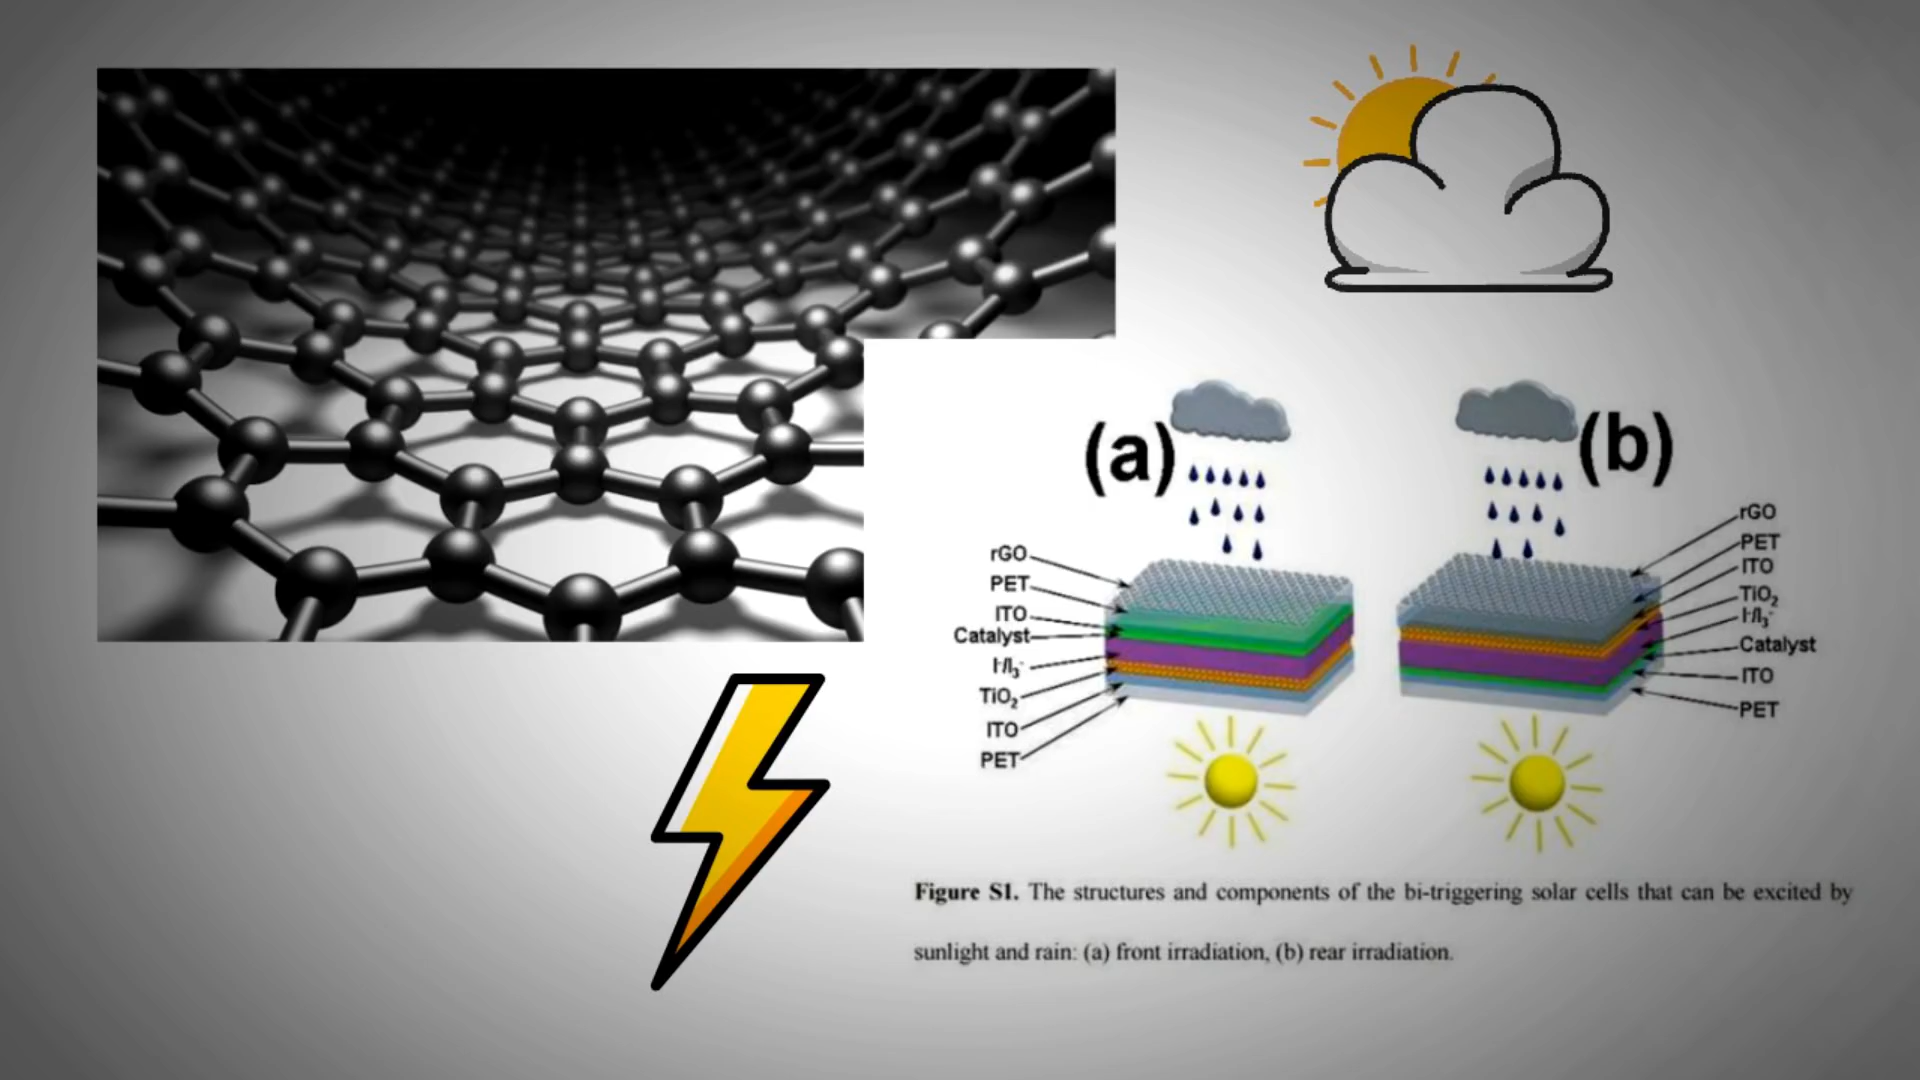 (a)
rGO
PET
ITO
Catalyst
I⁻/I₃⁻
TiO₂
ITO
PET
(b)
rGO
PET
ITO
TiO₂
I⁻/I₃⁻
Catalyst
ITO
PET
Figure S1. The structures and components of the bi-triggering solar cells that can be excited by
sunlight and rain: (a) front irradiation, (b) rear irradiation.